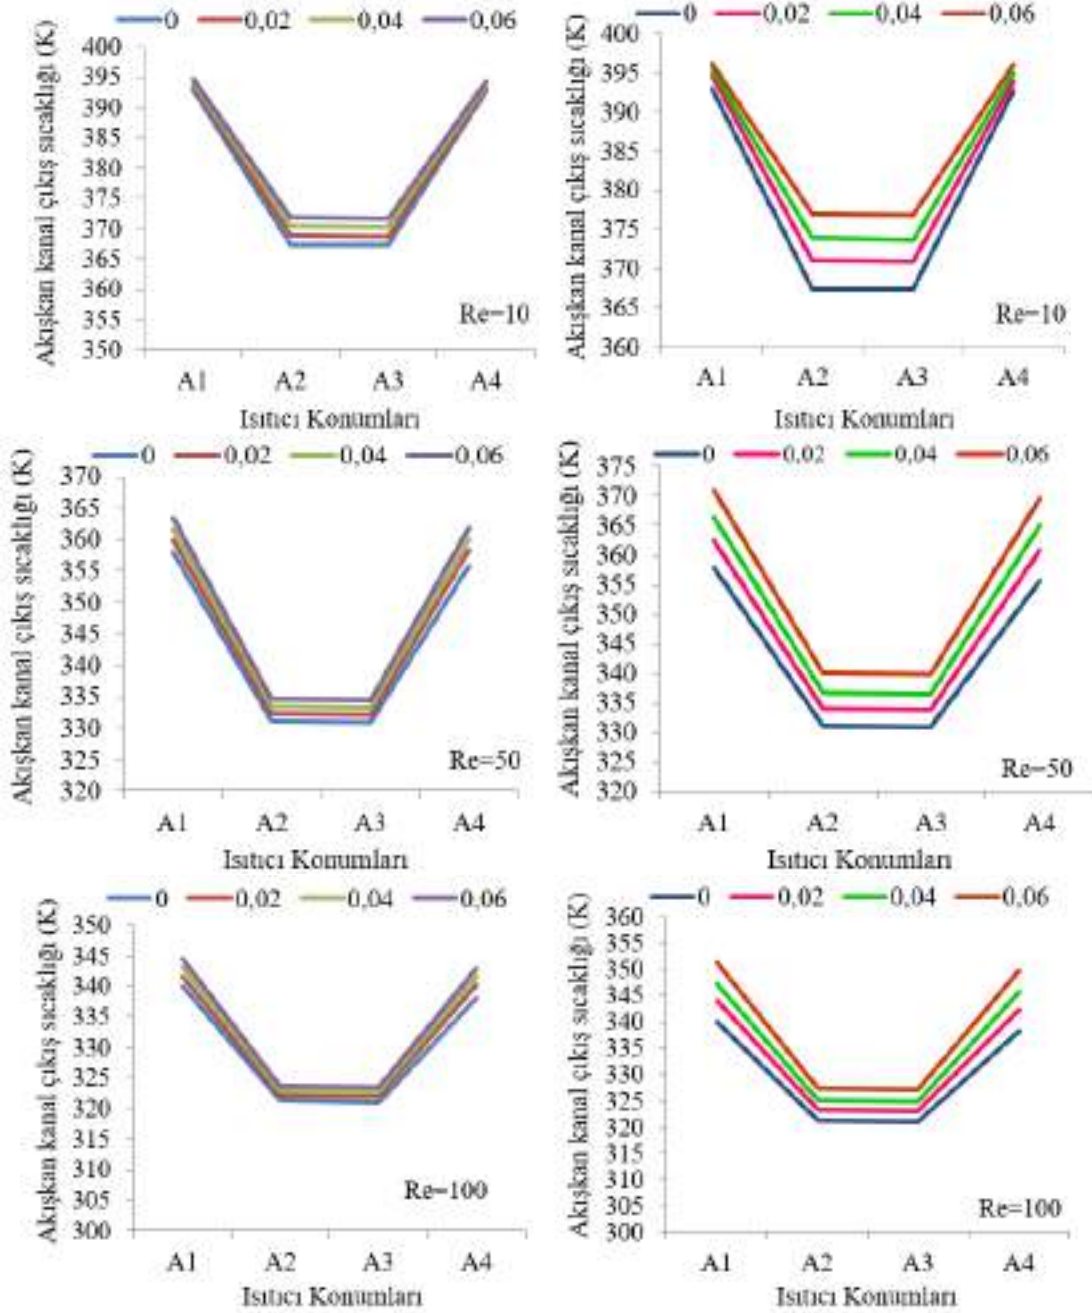 0 0,02 0,04 0,06
Akışkan kanal çıkış sıcaklığı (K)
400
395
390
385
380
375
370
365
360
355
350
Re=10
A1 A2 A3 A4
Isıtıcı Konumları
0 0,02 0,04 0,06
Akışkan kanal çıkış sıcaklığı (K)
400
395
390
385
380
375
370
365
360
Re=10
A1 A2 A3 A4
Isıtıcı Konumları
0 0,02 0,04 0,06
Akışkan kanal çıkış sıcaklığı (K)
370
365
360
355
350
345
340
335
330
325
320
Re=50
A1 A2 A3 A4
Isıtıcı Konumları
0 0,02 0,04 0,06
Akışkan kanal çıkış sıcaklığı (K)
375
370
365
360
355
350
345
340
335
330
325
320
Re=50
A1 A2 A3 A4
Isıtıcı Konumları
0 0,02 0,04 0,06
Akışkan kanal çıkış sıcaklığı (K)
350
345
340
335
330
325
320
315
310
305
300
Re=100
A1 A2 A3 A4
Isıtıcı Konumları
0 0,02 0,04 0,06
Akışkan kanal çıkış sıcaklığı (K)
360
355
350
345
340
335
330
325
320
315
310
305
300
Re=100
A1 A2 A3 A4
Isıtıcı Konumları